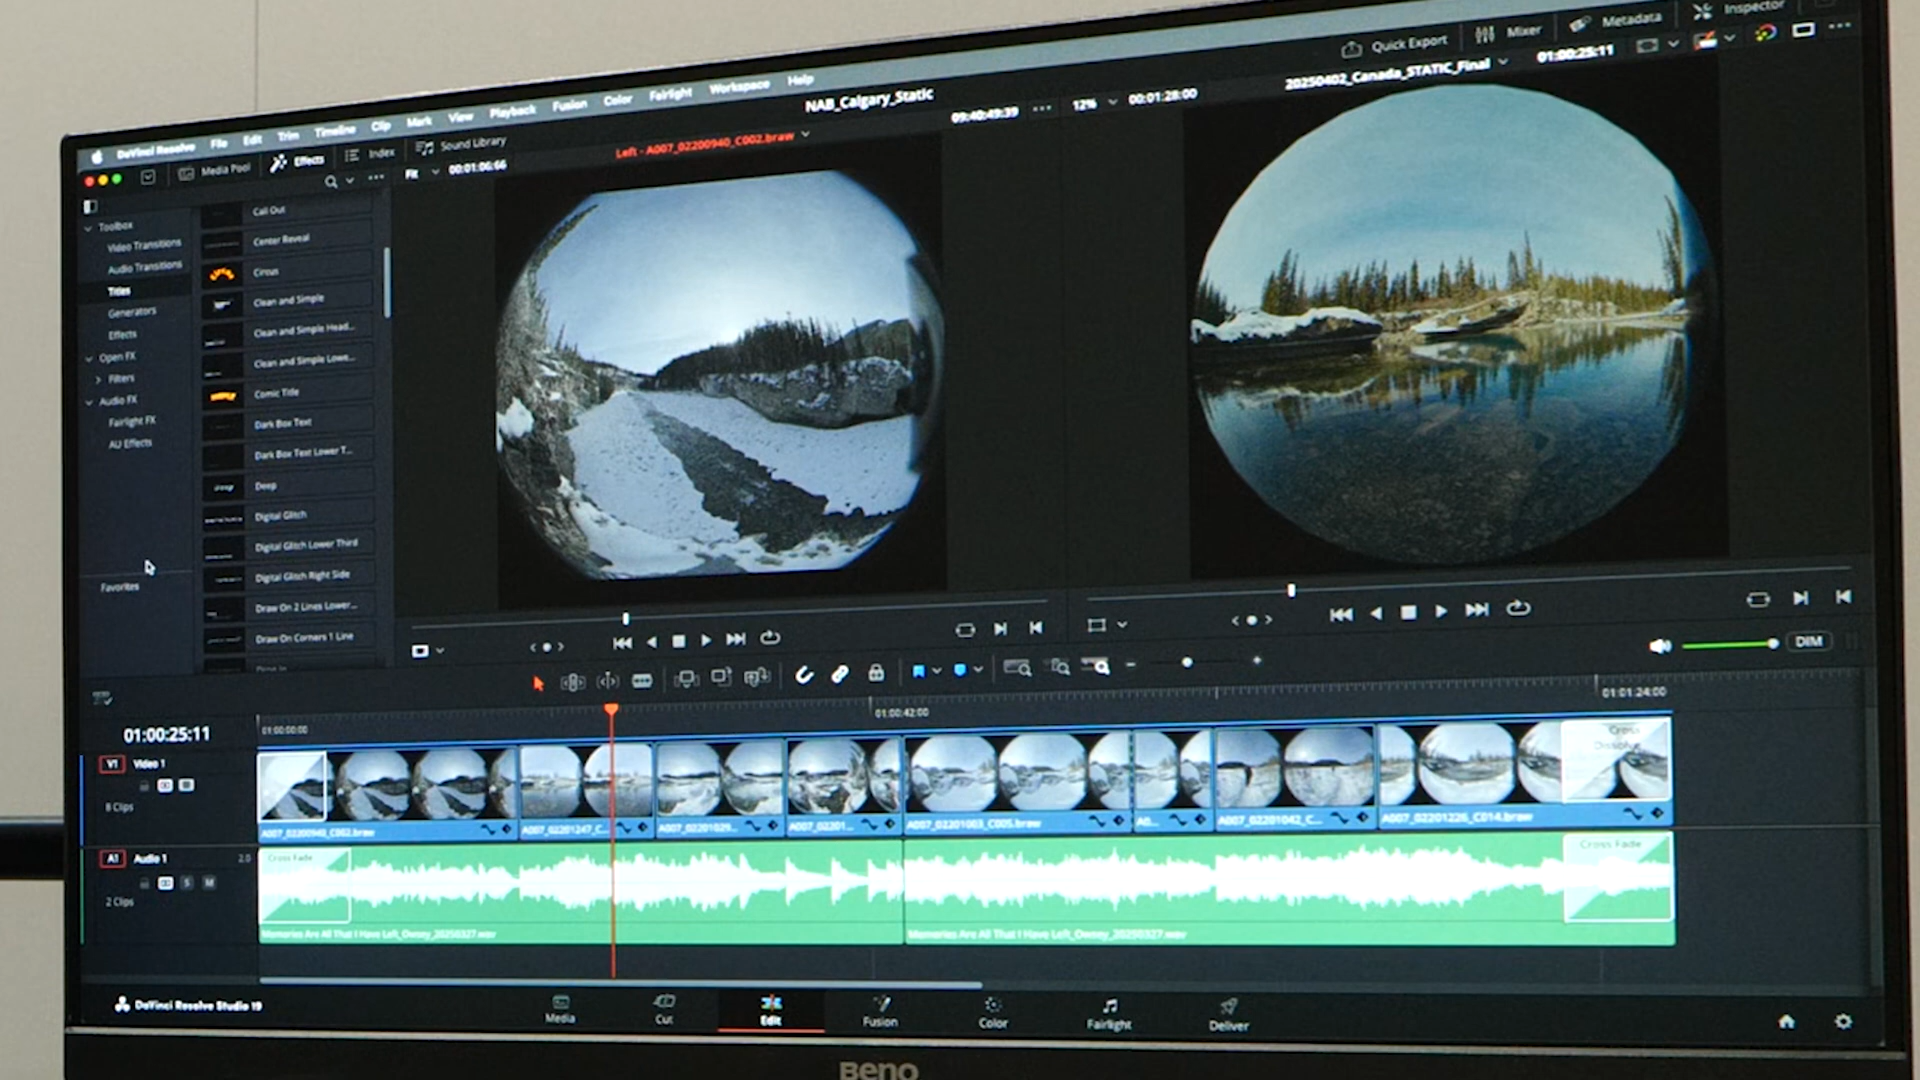 DaVinci Resolve File Edit Trim Timeline Clip Mark View Playback Fusion Color Fairlight Workspace Help
Quick Export Mixer Metadata Inspector
Media Pool Effects Index Sound Library
NAB_Calgary_Static
Fit 00:01:06:66
Left - A007_02200940_C002.braw
09:40:49:39
12% 00:01:28:00
20250402_Canada_STATIC_Final
01:00:25:11
Toolbox
Video Transitions
Audio Transitions
Titles
Generators
Effects
Open FX
Filters
Audio FX
Fairlight FX
AU Effects
Favorites
Call Out
Center Reveal
Circus
Clean and Simple
Clean and Simple Head...
Clean and Simple Lowe...
Comic Title
Dark Box Text
Dark Box Text Lower T...
Deep
Digital Glitch
Digital Glitch Lower Third
Digital Glitch Right Side
Draw On 2 Lines Lower...
Draw On Corners 1 Line
DIM
01:00:25:11
01:00:00:00
01:00:42:00
01:01:24:00
V1 Video 1
8 Clips
Cross Dissolve
A007_02200940_C002.braw
A007_02201247_C...
A007_02201029...
A007_02201...
A007_02201003_C005.braw
A0...
A007_02201042_C...
A007_02201226_C014.braw
A1 Audio 1 2.0
S M
2 Clips
Cross Fade
Cross Fade
Memories Are All That I Have Left_Owsey_20250327.wav
Memories Are All That I Have Left_Owsey_20250327.wav
DaVinci Resolve Studio 19
Media
Cut
Edit
Fusion
Color
Fairlight
Deliver
BenQ